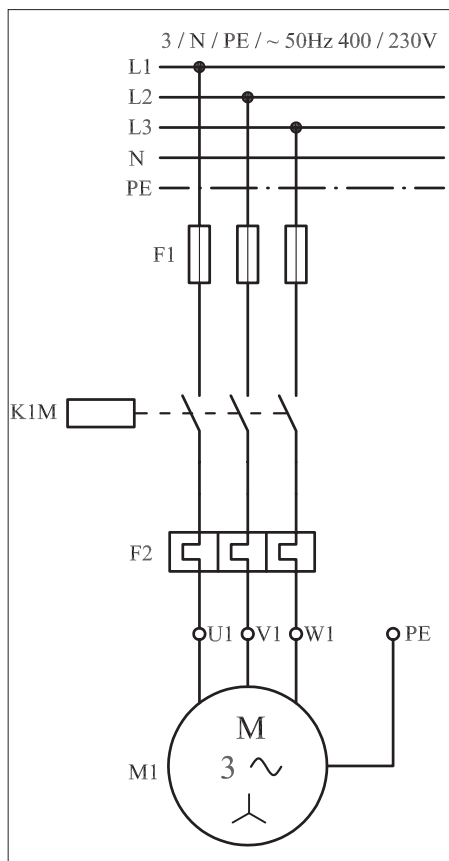 3 / N / PE / ~ 50Hz 400 / 230V
L1
L2
L3
N
PE
F1
K1M
F2
U1 V1 W1 PE
M
M1 3 ~